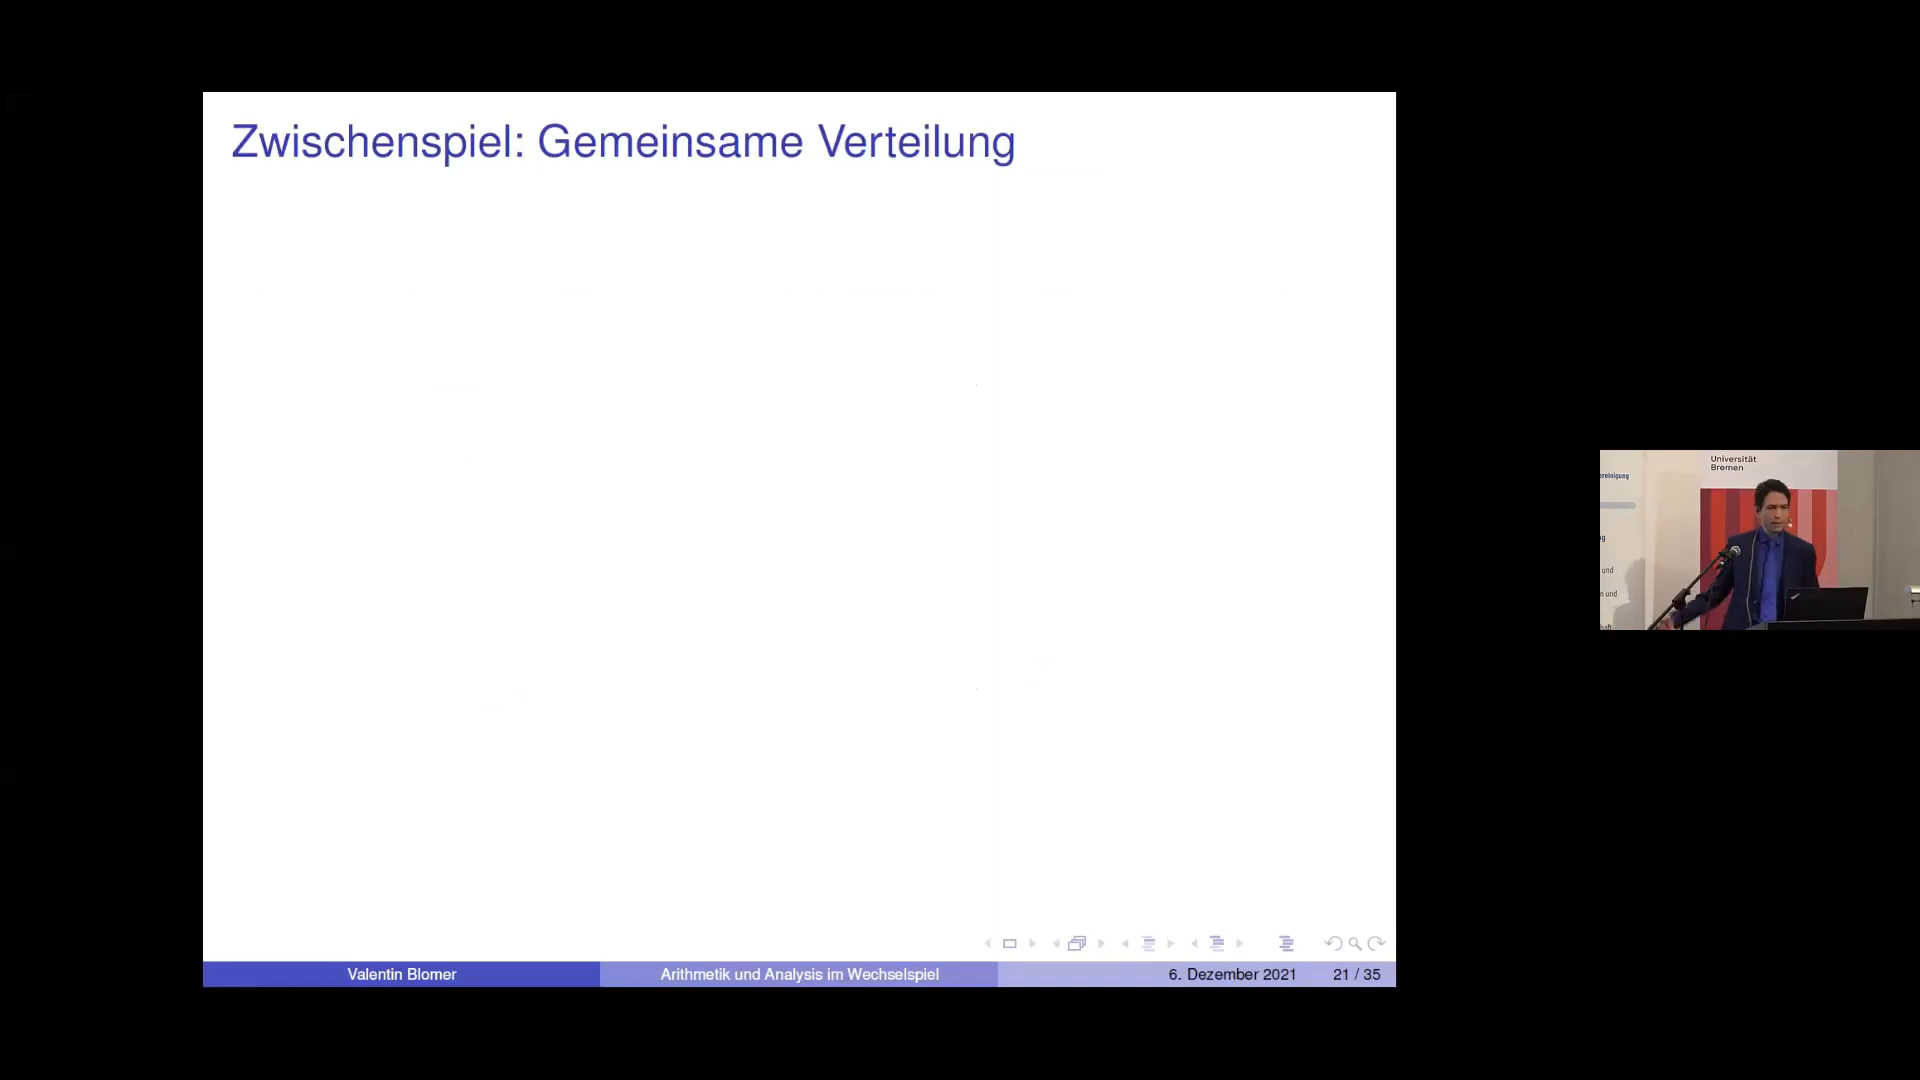 Zwischenspiel: Gemeinsame Verteilung
Universität
Bremen
ereinigung
und
n und
Valentin Blomer
Arithmetik und Analysis im Wechselspiel
6. Dezember 2021
21 / 35